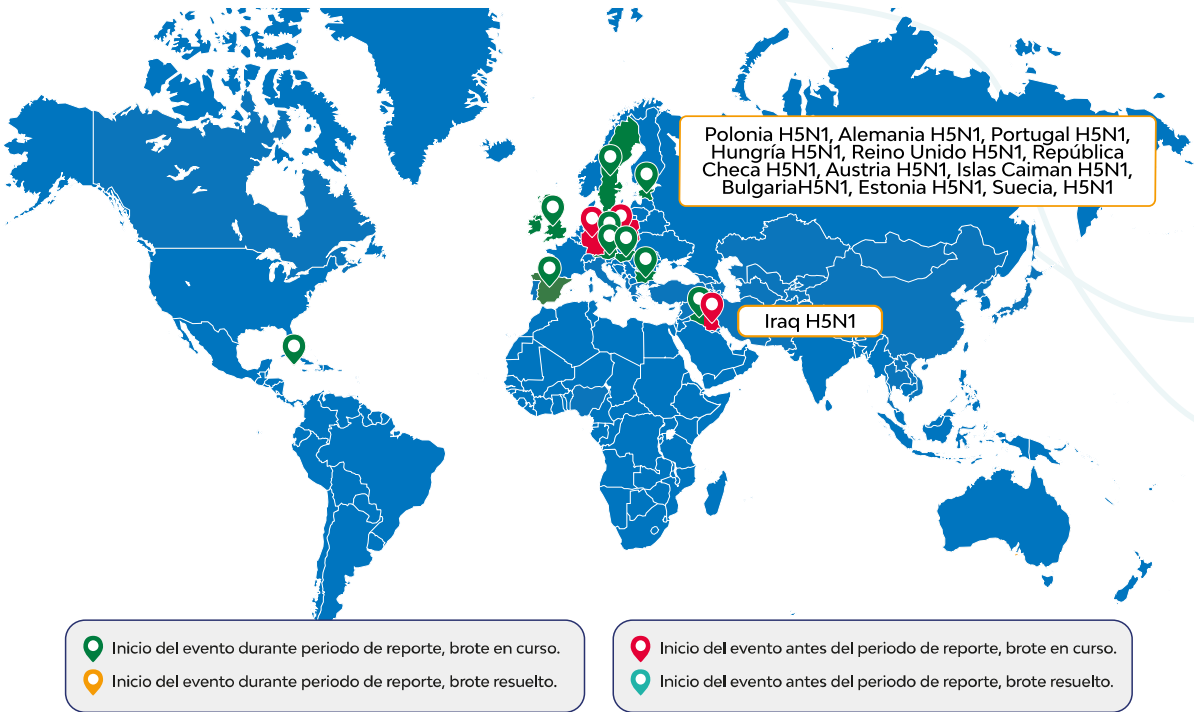 Polonia H5N1, Alemania H5N1, Portugal H5N1,
Hungría H5N1, Reino Unido H5N1, República
Checa H5N1, Austria H5N1, Islas Caiman H5N1,
BulgariaH5N1, Estonia H5N1, Suecia, H5N1
Iraq H5N1
Inicio del evento durante periodo de reporte, brote en curso.
Inicio del evento durante periodo de reporte, brote resuelto.
Inicio del evento antes del periodo de reporte, brote en curso.
Inicio del evento antes del periodo de reporte, brote resuelto.